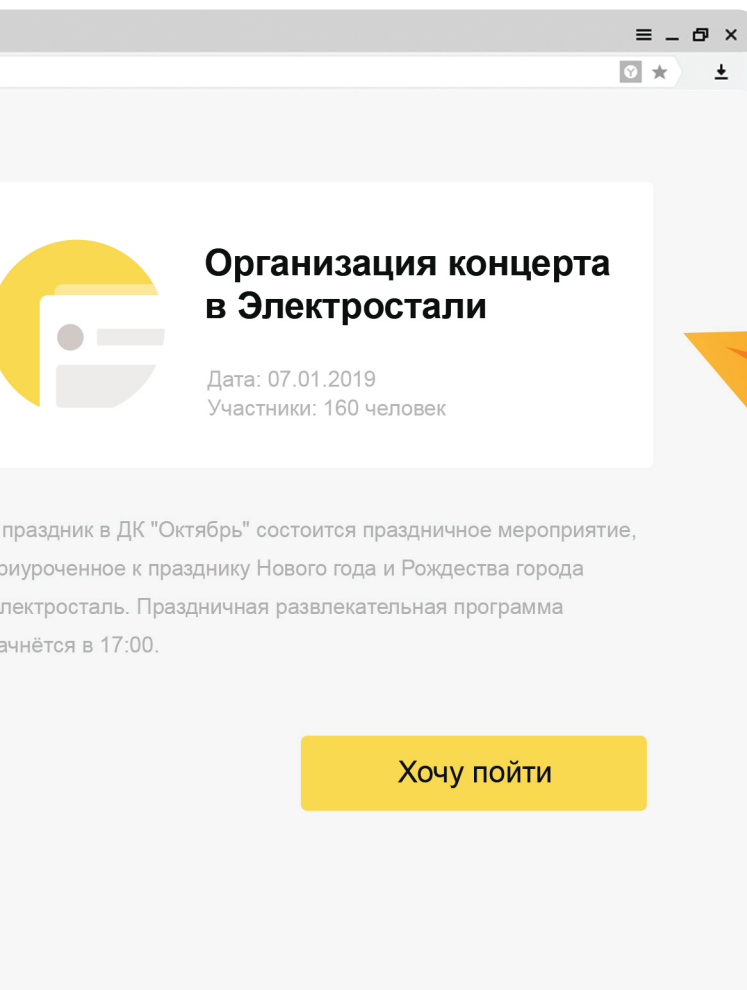 Организация концерта
в Электростали
Дата: 07.01.2019
Участники: 160 человек
праздник в ДК "Октябрь" состоится праздничное мероприятие,
риуроченное к празднику Нового года и Рождества города
лектросталь. Праздничная развлекательная программа
ачнётся в 17:00.
Хочу пойти